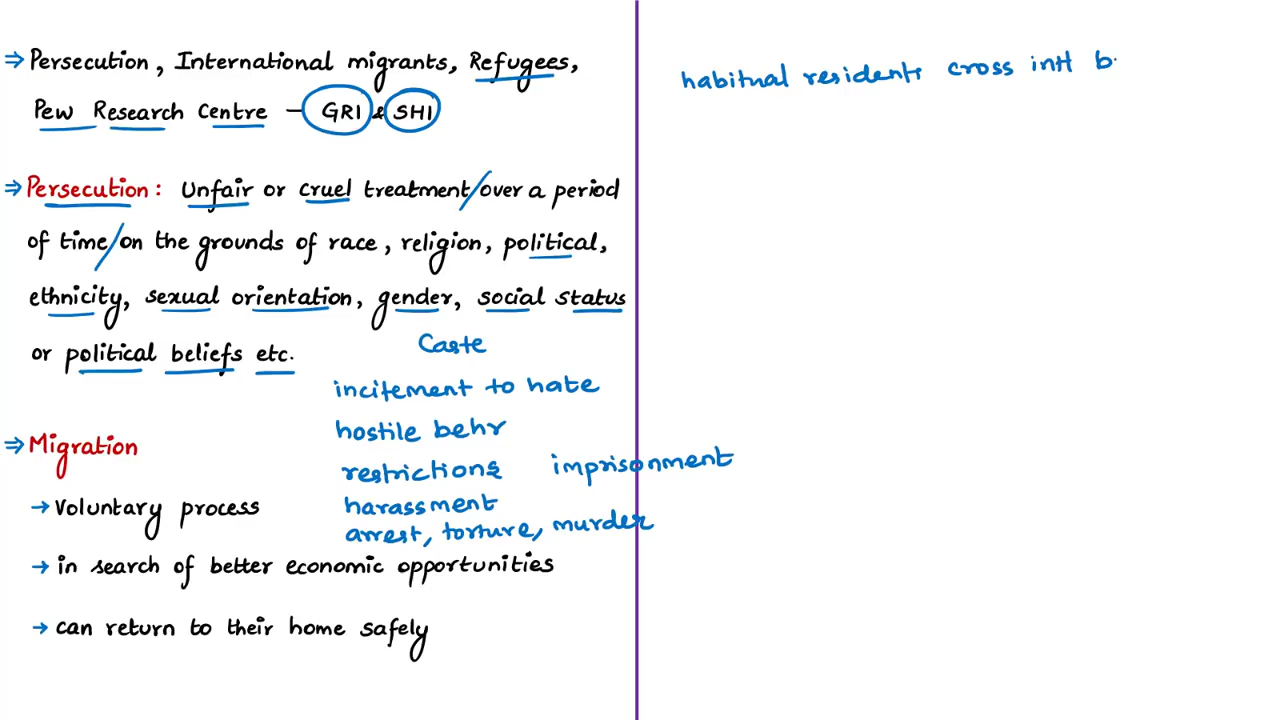 ⇒ Persecution, International migrants, Refugees,
Pew Research Centre – GRI & SHI
⇒ Persecution: Unfair or cruel treatment/over a period
of time/on the grounds of race, religion, political,
ethnicity, sexual orientation, gender, social status
or political beliefs etc.
Caste
incitement to hate
hostile behr
restrictions imprisonment
harassment
arrest, torture, murder
⇒ Migration
→ Voluntary process
→ in search of better economic opportunities
→ can return to their home safely
habitual residents cross intl b